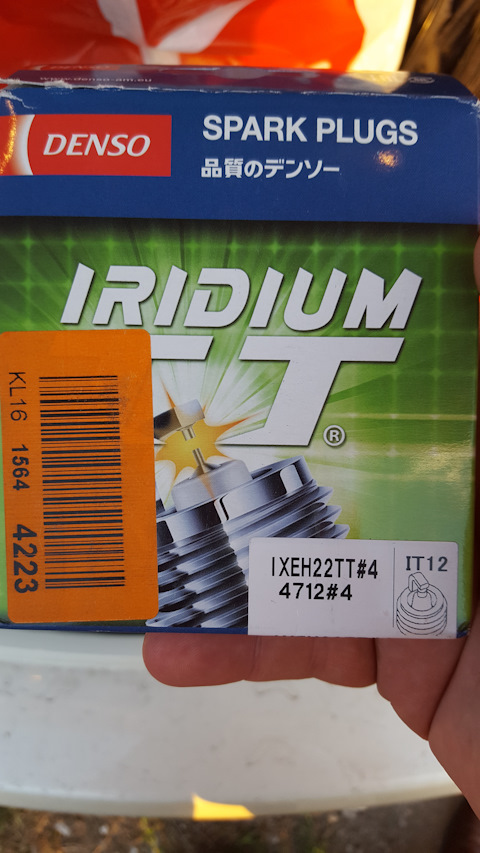 DENSO
SPARK PLUGS
品質のデンソー
IRIDIUM
TT®
KL16 1564 4223
IXEH22TT#4
4712#4
IT12